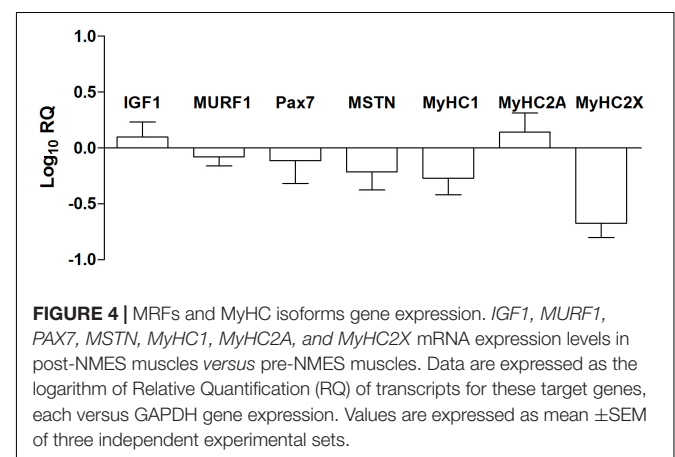 1.0
0.5
0.0
-0.5
-1.0
Log10 RQ
IGF1 MURF1 Pax7 MSTN MyHC1 MyHC2A MyHC2X
FIGURE 4 | MRFs and MyHC isoforms gene expression. IGF1, MURF1,
PAX7, MSTN, MyHC1, MyHC2A, and MyHC2X mRNA expression levels in
post-NMES muscles versus pre-NMES muscles. Data are expressed as the
logarithm of Relative Quantification (RQ) of transcripts for these target genes,
each versus GAPDH gene expression. Values are expressed as mean ±SEM
of three independent experimental sets.